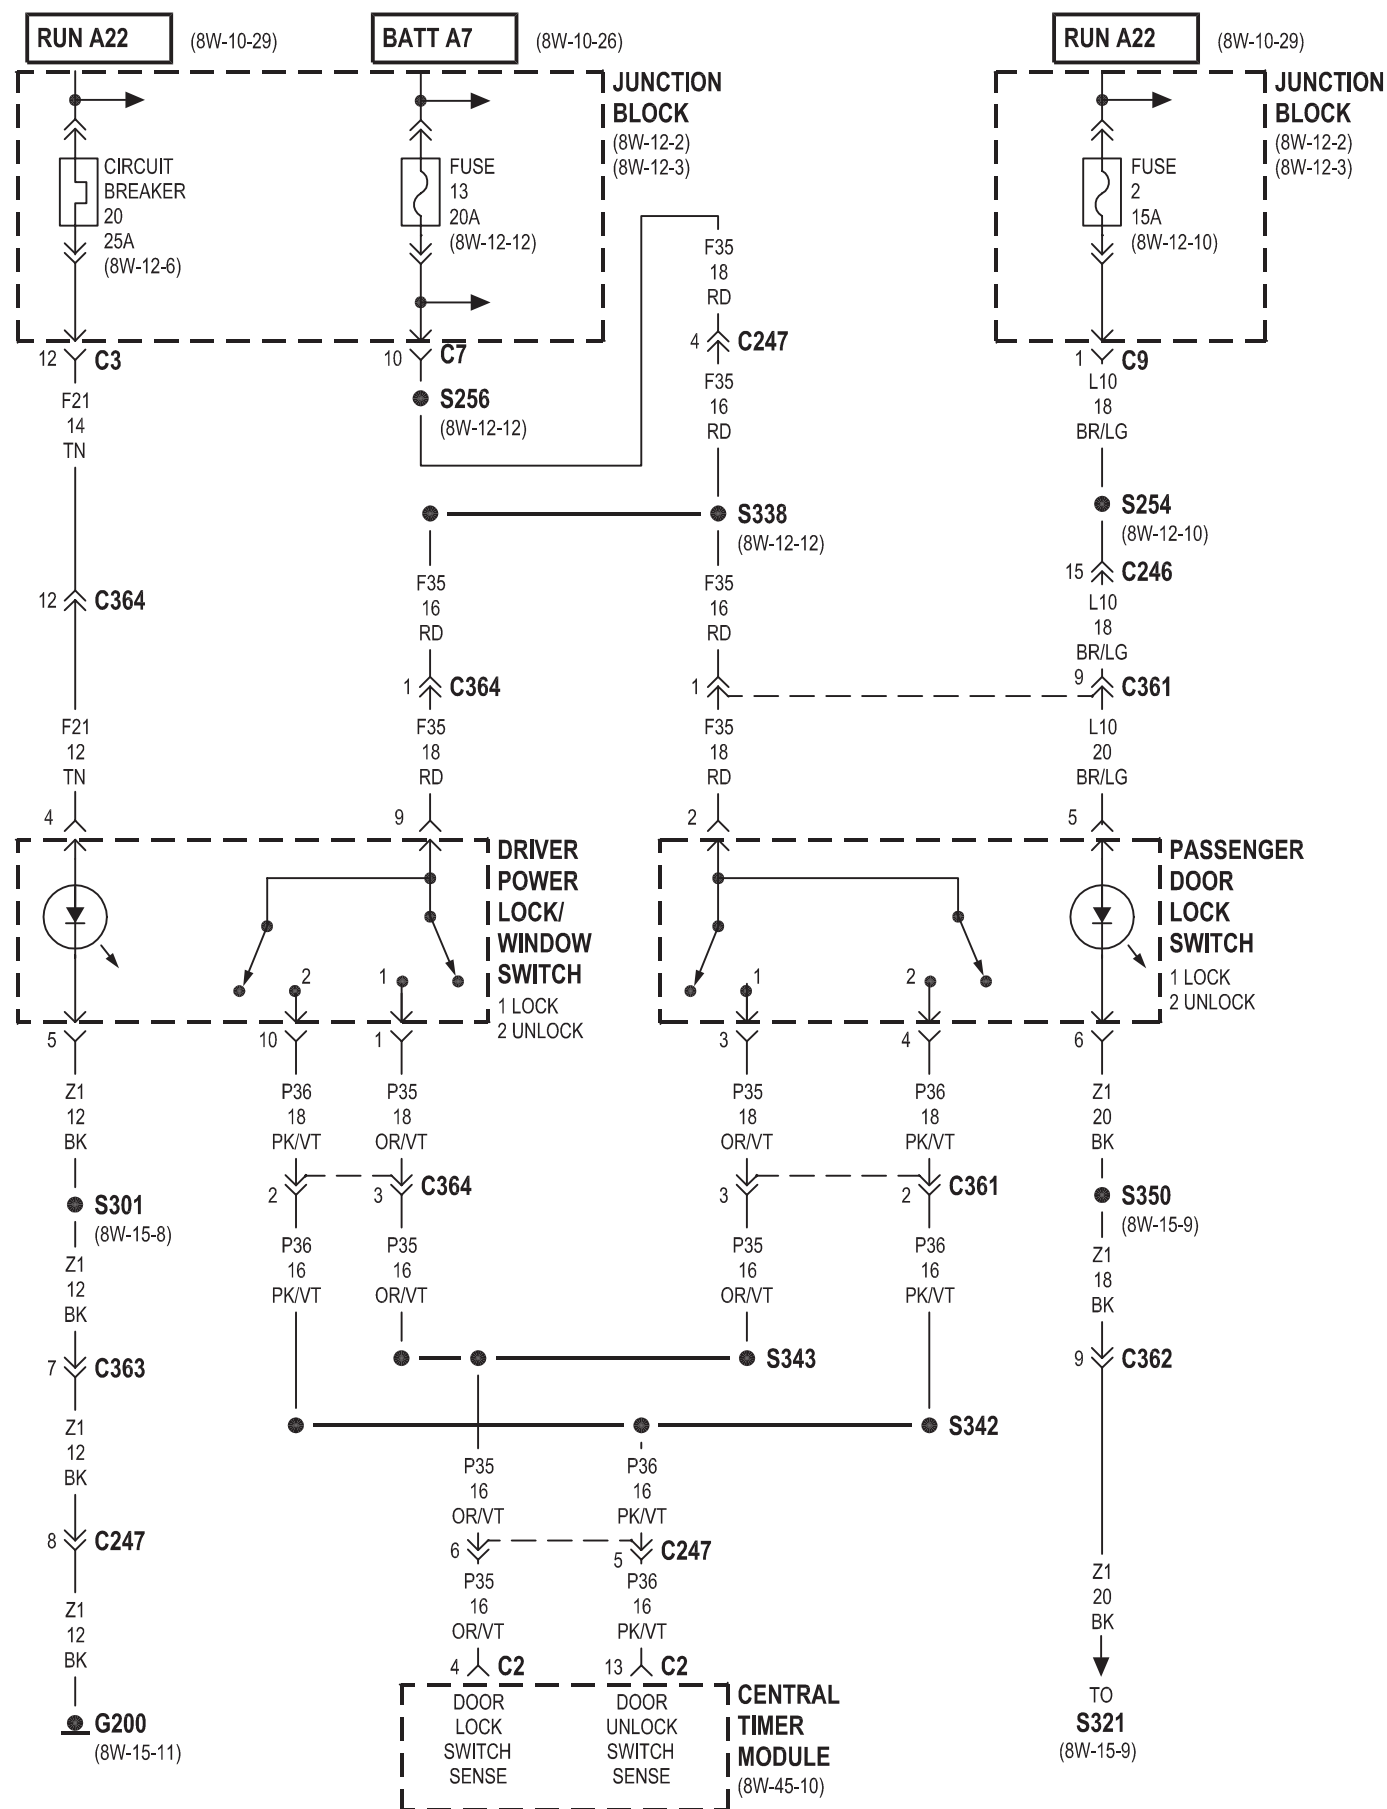 RUN A22
(8W-10-29)
BATT A7
(8W-10-26)
RUN A22
(8W-10-29)
JUNCTION
BLOCK
(8W-12-2)
(8W-12-3)
JUNCTION
BLOCK
(8W-12-2)
(8W-12-3)
CIRCUIT
BREAKER
20
25A
(8W-12-6)
FUSE
13
20A
(8W-12-12)
FUSE
2
15A
(8W-12-10)
F35
18
RD
4
C247
12
C3
10
C7
1
C9
F21
14
TN
S256
(8W-12-12)
F35
16
RD
L10
18
BR/LG
S338
(8W-12-12)
S254
(8W-12-10)
15
C246
12
C364
F35
16
RD
F35
16
RD
L10
18
BR/LG
1
C364
1
9
C361
F21
12
TN
F35
18
RD
F35
18
RD
L10
20
BR/LG
4
9
2
5
DRIVER
POWER
LOCK/
WINDOW
SWITCH
1 LOCK
2 UNLOCK
PASSENGER
DOOR
LOCK
SWITCH
1 LOCK
2 UNLOCK
2
1
1
2
5
10
1
3
4
6
Z1
12
BK
P36
18
PK/VT
P35
18
OR/VT
P35
18
OR/VT
P36
18
PK/VT
Z1
20
BK
2
3
C364
3
2
C361
S301
(8W-15-8)
S350
(8W-15-9)
Z1
12
BK
P36
16
PK/VT
P35
16
OR/VT
P35
16
OR/VT
P36
16
PK/VT
Z1
18
BK
7
C363
S343
9
C362
S342
Z1
12
BK
P35
16
OR/VT
P36
16
PK/VT
8
C247
6
5
C247
P35
16
OR/VT
P36
16
PK/VT
Z1
12
BK
Z1
20
BK
4
C2
13
C2
DOOR
LOCK
SWITCH
SENSE
DOOR
UNLOCK
SWITCH
SENSE
CENTRAL
TIMER
MODULE
(8W-45-10)
G200
(8W-15-11)
TO
S321
(8W-15-9)